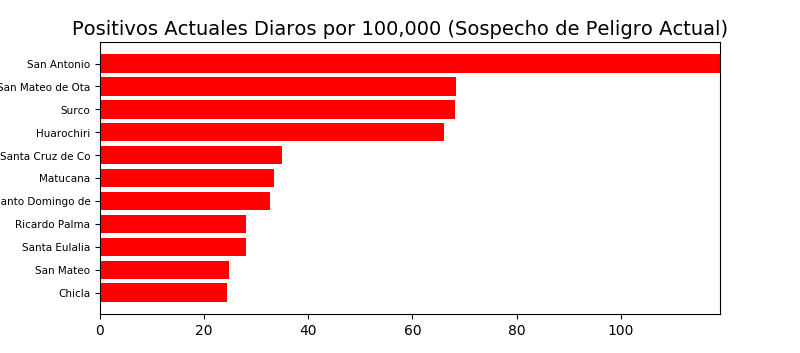 Positivos Actuales Diaros por 100,000 (Sospecho de Peligro Actual)
San Antonio
San Mateo de Ota
Surco
Huarochiri
Santa Cruz de Co
Matucana
anto Domingo de
Ricardo Palma
Santa Eulalia
San Mateo
Chicla
0 20 40 60 80 100